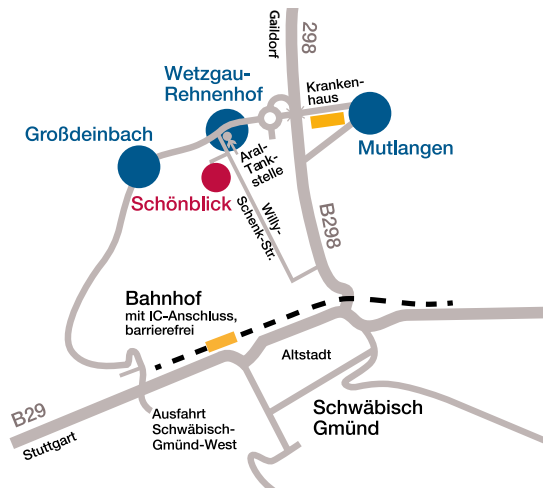 298
Gaildorf
Wetzgau-
Rehnenhof
Kranken-
haus
Großdeinbach
Mutlangen
Aral-
Tank-
stelle
Schönblick
Willy-
Schenk-Str.
B298
Bahnhof
mit IC-Anschluss,
barrierefrei
Altstadt
B29
Stuttgart
Ausfahrt
Schwäbisch-
Gmünd-West
Schwäbisch
Gmünd